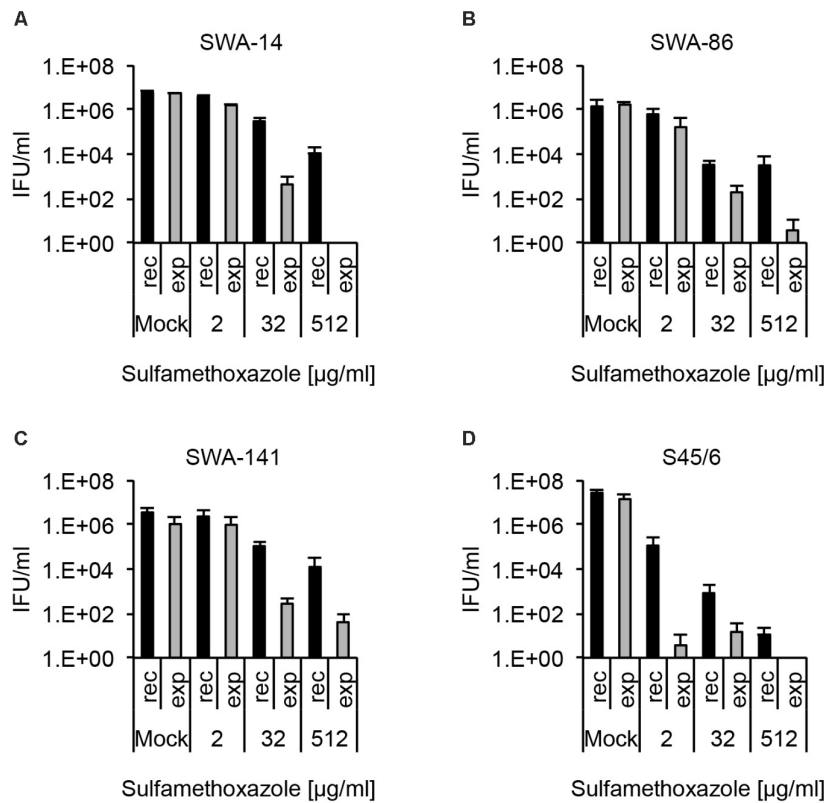 A
SWA-14
1.E+08
1.E+06
1.E+04
1.E+02
1.E+00
IFU/ml
rec exp rec exp rec exp rec exp
Mock 2 32 512
Sulfamethoxazole [µg/ml]
B
SWA-86
1.E+08
1.E+06
1.E+04
1.E+02
1.E+00
IFU/ml
rec exp rec exp rec exp rec exp
Mock 2 32 512
Sulfamethoxazole [µg/ml]
C
SWA-141
1.E+08
1.E+06
1.E+04
1.E+02
1.E+00
IFU/ml
rec exp rec exp rec exp rec exp
Mock 2 32 512
Sulfamethoxazole [µg/ml]
D
S45/6
1.E+08
1.E+06
1.E+04
1.E+02
1.E+00
IFU/ml
rec exp rec exp rec exp rec exp
Mock 2 32 512
Sulfamethoxazole [µg/ml]